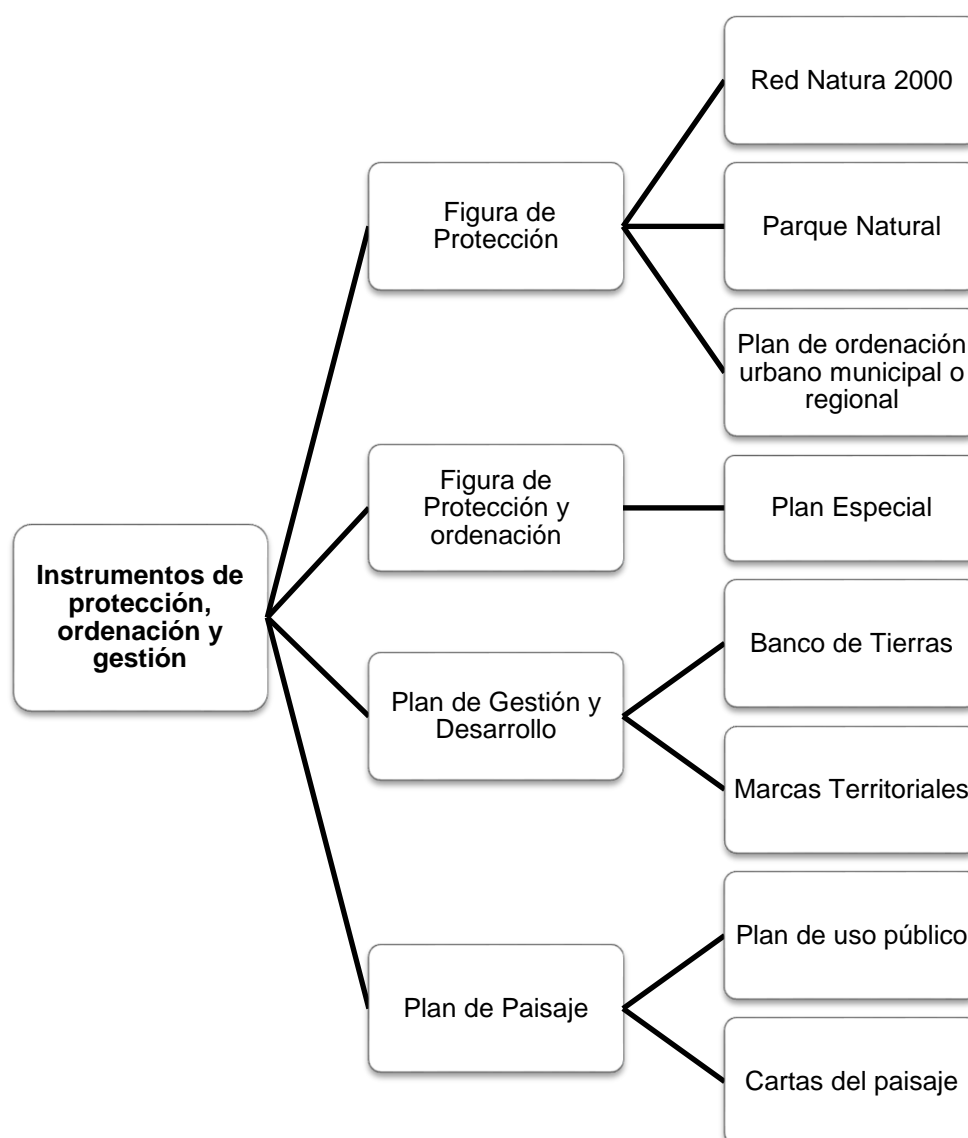 Instrumentos de
protección,
ordenación y
gestión
Figura de
Protección
Red Natura 2000
Parque Natural
Plan de ordenación
urbano municipal o
regional
Figura de
Protección y
ordenación
Plan Especial
Plan de Gestión y
Desarrollo
Banco de Tierras
Marcas Territoriales
Plan de Paisaje
Plan de uso público
Cartas del paisaje